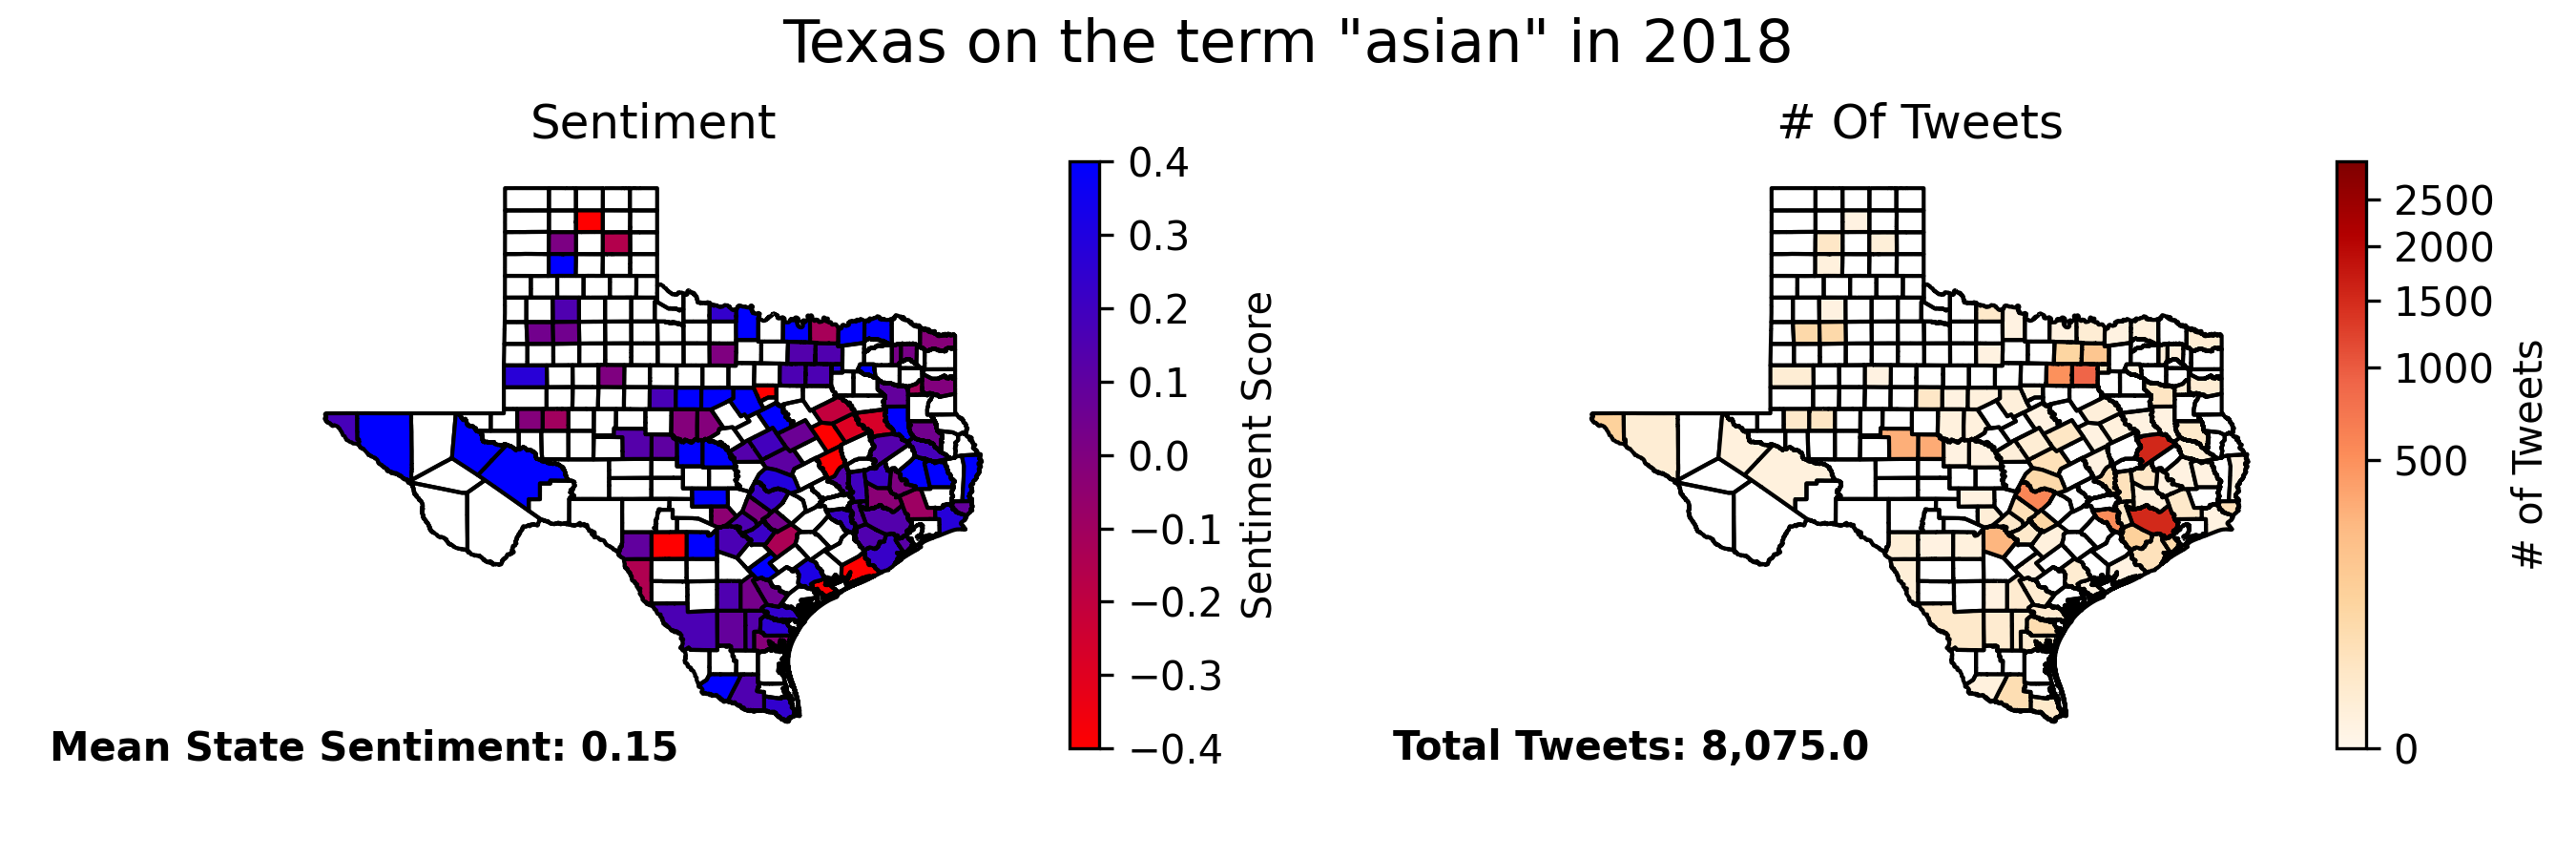 Texas on the term "asian" in 2018
Sentiment
0.4
0.3
0.2
0.1
0.0
−0.1
−0.2
−0.3
−0.4
Sentiment Score
Mean State Sentiment: 0.15
# Of Tweets
2500
2000
1500
1000
500
0
# of Tweets
Total Tweets: 8,075.0